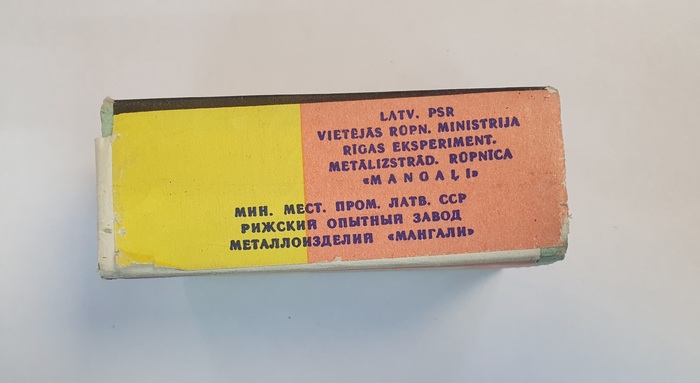 LATV. PSR
VIETĒJĀS RŪPN. MINISTRIJA
RĪGAS EKSPERIMENT.
METĀLIZSTRĀD. RŪPNĪCA
«MANGAĻI»
МИН. МЕСТ. ПРОМ. ЛАТВ. ССР
РИЖСКИЙ ОПЫТНЫЙ ЗАВОД
МЕТАЛЛОИЗДЕЛИЙ «МАНГАЛИ»